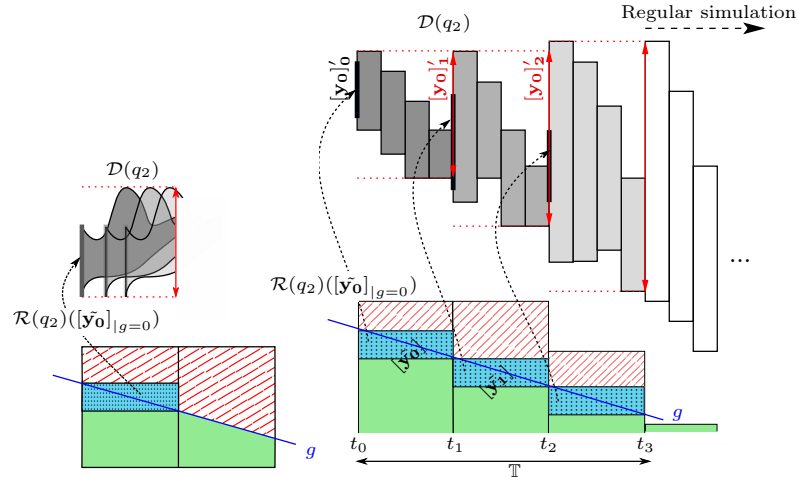 Regular simulation
𝒟(q₂)
[y₀]′₀
[y₀]′₁
[y₀]′₂
𝒟(q₂)
...
ℛ(q₂)([ỹ₀]|g=0)
ℛ(q₂)([ỹ₀]|g=0)
[ỹ₀]
[ỹ₁]
g
g
t₀ t₁ t₂ t₃
𝕋